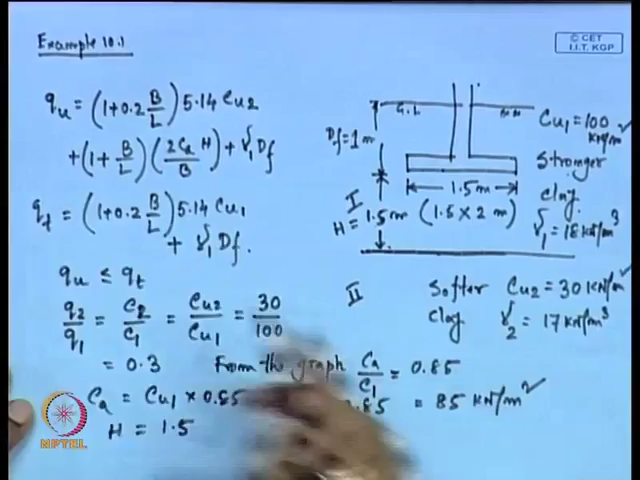 Example 10.1
© CET
I.I.T. KGP
qu = (1+0.2 B/L) 5.14 Cu2
+ (1 + B/L) (2Ca H/B) + γ1 Df
qt = (1+0.2 B/L) 5.14 Cu1
+ γ1 Df.
qu ≤ qt
q2/q1 = C2/C1 = Cu2/Cu1 = 30/100
= 0.3
From the graph Ca/C1 = 0.85
Ca = Cu1 × 0.85
= 85 kN/m²
H = 1.5
G.L
Df = 1m
1.5m
(1.5 × 2 m)
I
H = 1.5m
Cu1 = 100 kN/m²
Stronger
clay
γ1 = 18 kN/m³
II
Softer
clay
Cu2 = 30 kN/m²
γ2 = 17 kN/m³
NPTEL